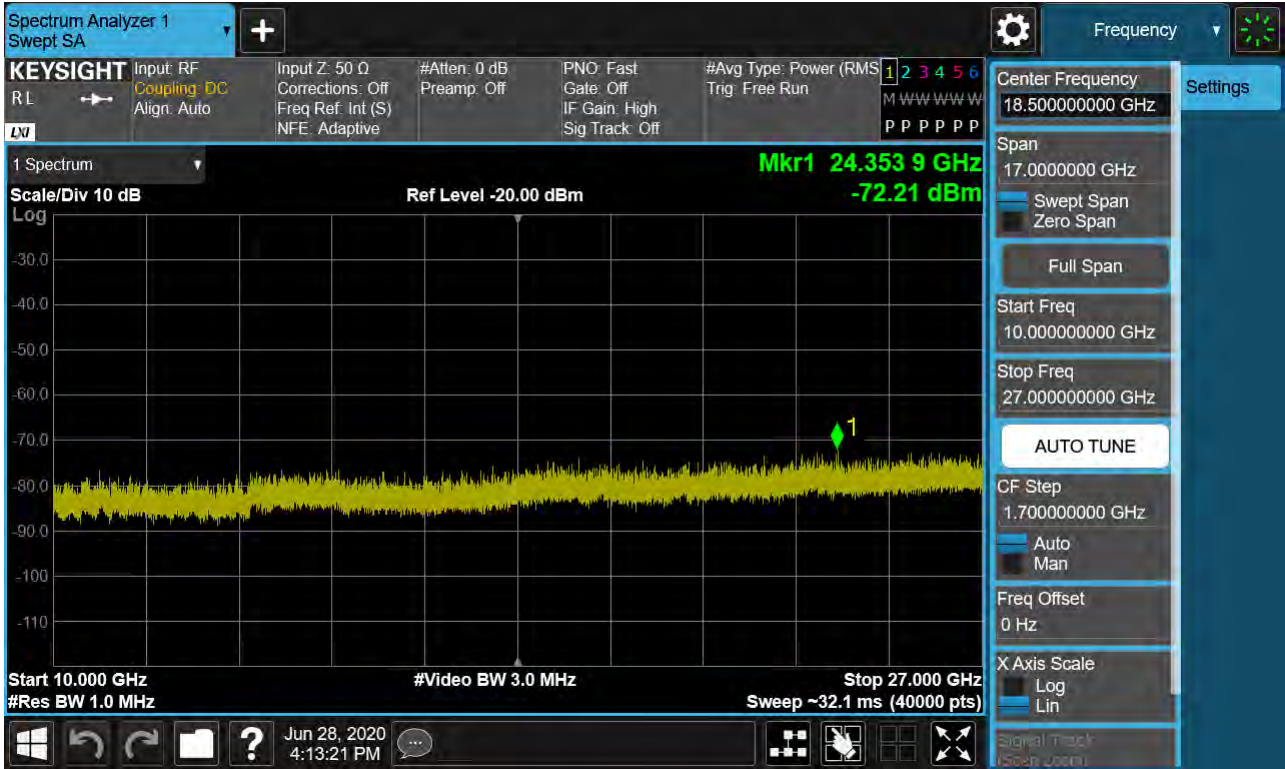 Spectrum Analyzer 1
Swept SA
+
Frequency
KEYSIGHT
R L
LXI
Input: RF
Coupling: DC
Align: Auto
Input Z: 50 Ω
Corrections: Off
Freq Ref: Int (S)
NFE: Adaptive
#Atten: 0 dB
Preamp: Off
PNO: Fast
Gate: Off
IF Gain: High
Sig Track: Off
#Avg Type: Power (RMS
Trig: Free Run
1 2 3 4 5 6
M W W W W W
P P P P P P
1 Spectrum
Scale/Div 10 dB
Log
Ref Level -20.00 dBm
Mkr1 24.353 9 GHz
-72.21 dBm
-30.0
-40.0
-50.0
-60.0
-70.0
-80.0
-90.0
-100
-110
1
Start 10.000 GHz
#Res BW 1.0 MHz
#Video BW 3.0 MHz
Stop 27.000 GHz
Sweep ~32.1 ms (40000 pts)
Center Frequency
18.500000000 GHz
Span
17.0000000 GHz
Swept Span
Zero Span
Full Span
Start Freq
10.000000000 GHz
Stop Freq
27.000000000 GHz
AUTO TUNE
CF Step
1.700000000 GHz
Auto
Man
Freq Offset
0 Hz
X Axis Scale
Log
Lin
Signal Track
(Span Zoom)
Settings
?
Jun 28, 2020
4:13:21 PM